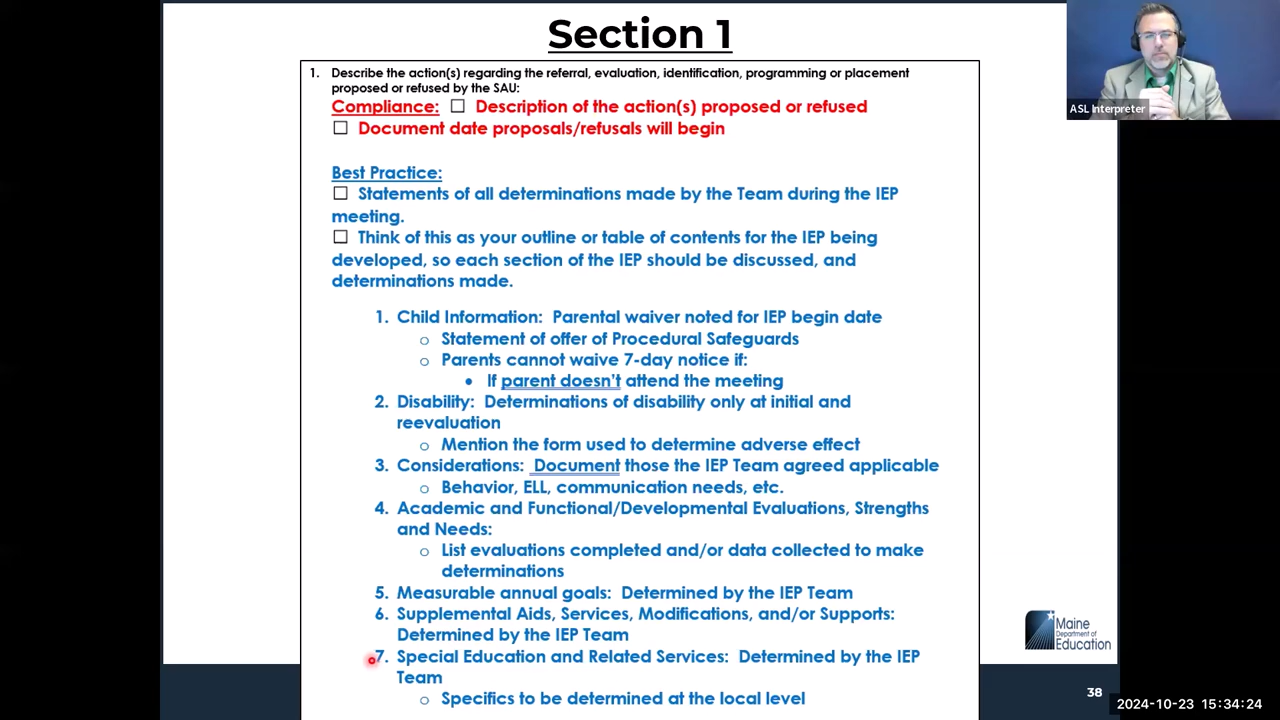 Section 1
1. Describe the action(s) regarding the referral, evaluation, identification, programming or placement
proposed or refused by the SAU:
Compliance: ☐ Description of the action(s) proposed or refused
☐ Document date proposals/refusals will begin
Best Practice:
☐ Statements of all determinations made by the Team during the IEP
meeting.
☐ Think of this as your outline or table of contents for the IEP being
developed, so each section of the IEP should be discussed, and
determinations made.
1. Child Information: Parental waiver noted for IEP begin date
o Statement of offer of Procedural Safeguards
o Parents cannot waive 7-day notice if:
• If parent doesn't attend the meeting
2. Disability: Determinations of disability only at initial and
reevaluation
o Mention the form used to determine adverse effect
3. Considerations: Document those the IEP Team agreed applicable
o Behavior, ELL, communication needs, etc.
4. Academic and Functional/Developmental Evaluations, Strengths
and Needs:
o List evaluations completed and/or data collected to make
determinations
5. Measurable annual goals: Determined by the IEP Team
6. Supplemental Aids, Services, Modifications, and/or Supports:
Determined by the IEP Team
7. Special Education and Related Services: Determined by the IEP
Team
o Specifics to be determined at the local level
ASL Interpreter
Maine
Department of
Education
38
2024-10-23 15:34:24